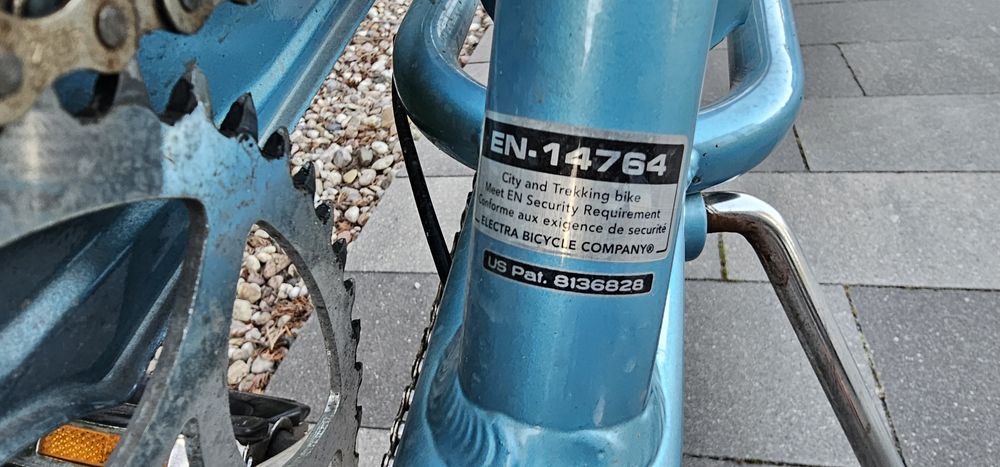 EN-14764
City and Trekking bike
Meet EN Security Requirement
Conforme aux exigence de securité
ELECTRA BICYCLE COMPANY®
US Pat. 8136828